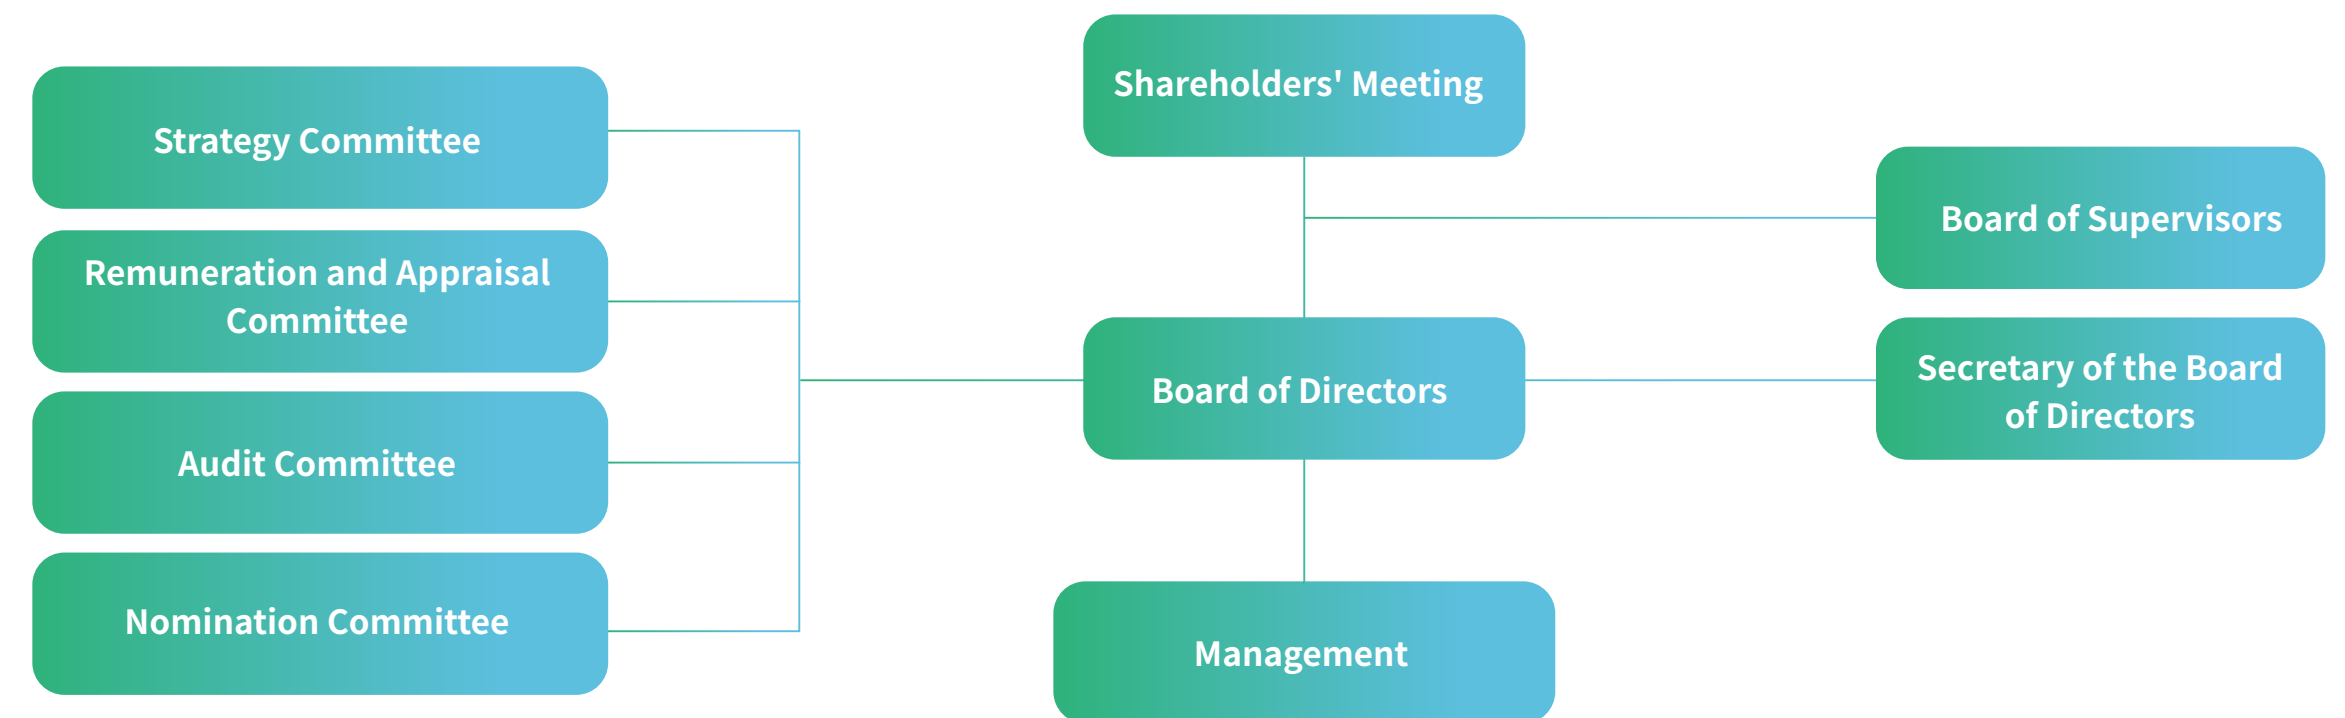 Shareholders' Meeting
Strategy Committee
Board of Supervisors
Remuneration and Appraisal
Committee
Board of Directors
Secretary of the Board
of Directors
Audit Committee
Nomination Committee
Management